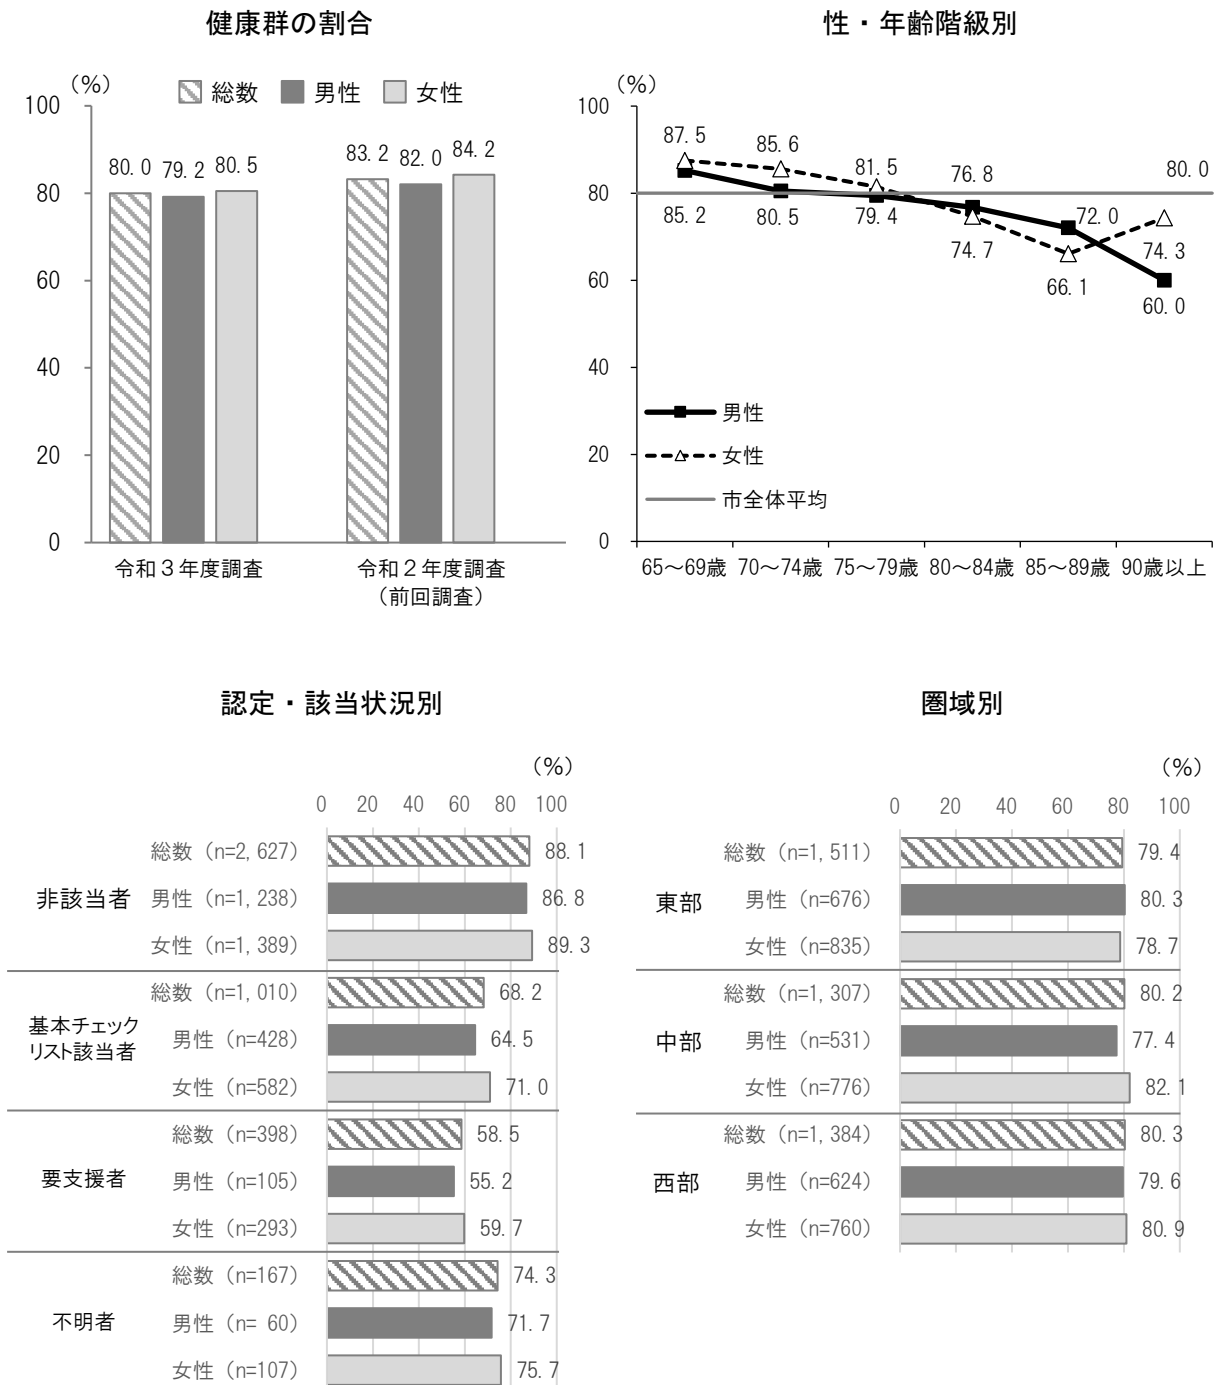 健康群の割合
(%)
総数 男性 女性
100
80
60
40
20
0
80.0 79.2 80.5
83.2 82.0 84.2
令和3年度調査
令和2年度調査
(前回調査)
性・年齢階級別
(%)
100
80
60
40
20
0
87.5
85.6
81.5
76.8
80.0
85.2
80.5
79.4
74.7
72.0
66.1
74.3
60.0
男性
女性
市全体平均
65～69歳 70～74歳 75～79歳 80～84歳 85～89歳 90歳以上
認定・該当状況別
(%)
0 20 40 60 80 100
非該当者
総数 (n=2,627) 88.1
男性 (n=1,238) 86.8
女性 (n=1,389) 89.3
基本チェック
リスト該当者
総数 (n=1,010) 68.2
男性 (n=428) 64.5
女性 (n=582) 71.0
要支援者
総数 (n=398) 58.5
男性 (n=105) 55.2
女性 (n=293) 59.7
不明者
総数 (n=167) 74.3
男性 (n= 60) 71.7
女性 (n=107) 75.7
圏域別
(%)
0 20 40 60 80 100
東部
総数 (n=1,511) 79.4
男性 (n=676) 80.3
女性 (n=835) 78.7
中部
総数 (n=1,307) 80.2
男性 (n=531) 77.4
女性 (n=776) 82.1
西部
総数 (n=1,384) 80.3
男性 (n=624) 79.6
女性 (n=760) 80.9